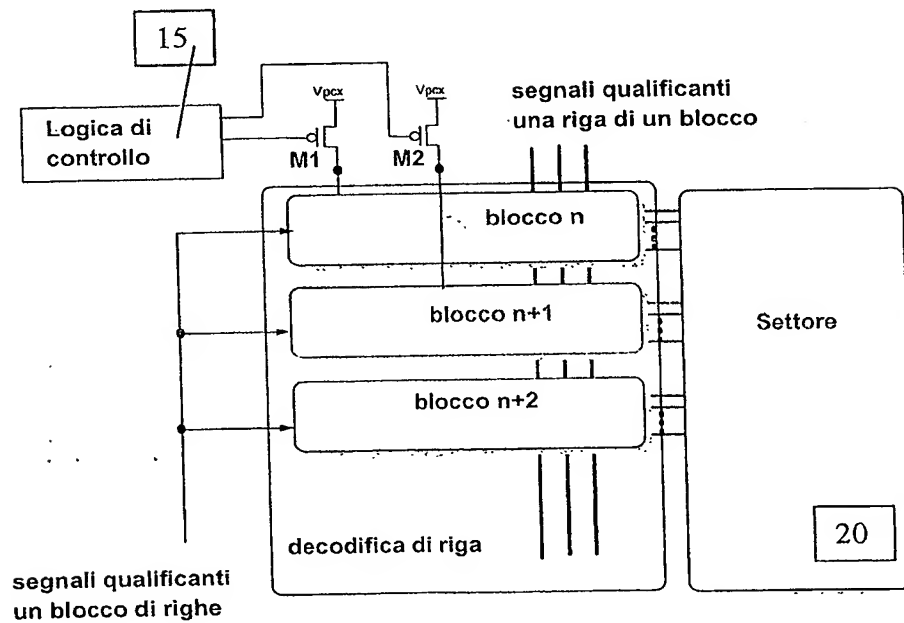 15
Logica di
controllo
Vpcx
M1
Vpcx
M2
segnali qualificanti
una riga di un blocco
blocco n
blocco n+1
blocco n+2
Settore
decodifica di riga
20
segnali qualificanti
un blocco di righe